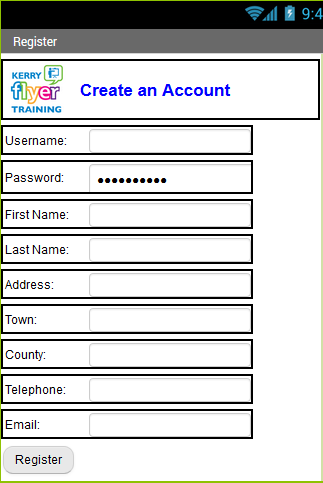 9:4
Register
KERRY
flyer
TRAINING
Create an Account
Username:
Password:
First Name:
Last Name:
Address:
Town:
County:
Telephone:
Email:
Register